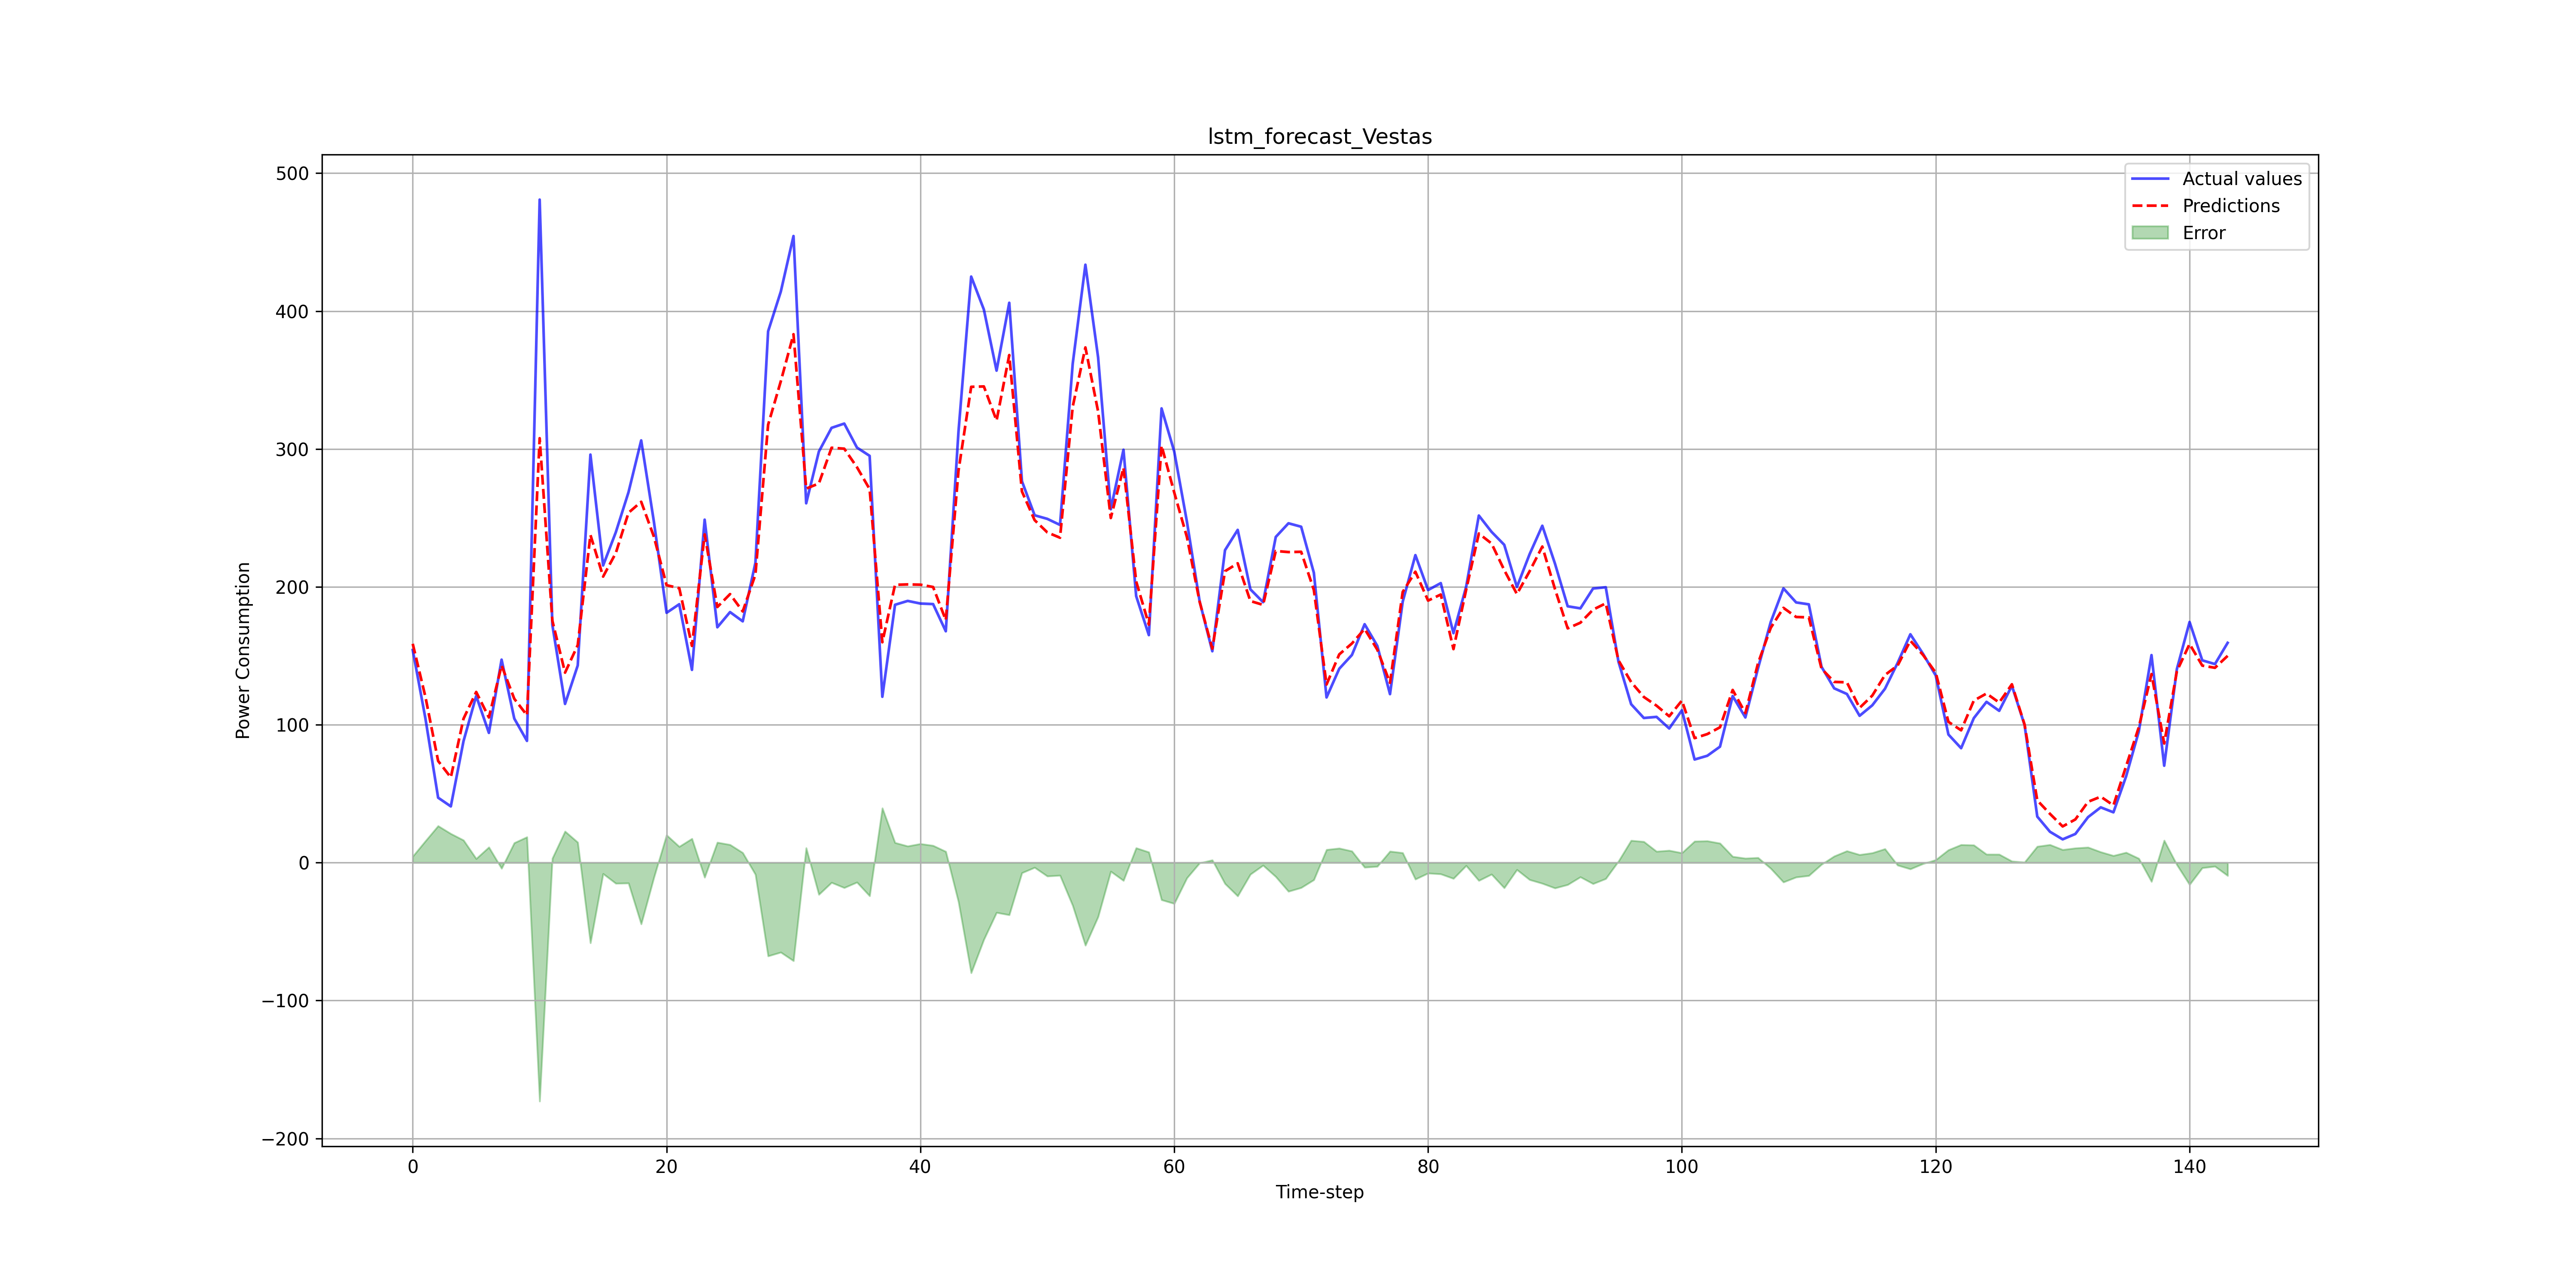 lstm_forecast_Vestas
500
400
300
200
100
0
−100
−200
Power Consumption
Actual values
Predictions
Error
0 20 40 60 80 100 120 140
Time-step